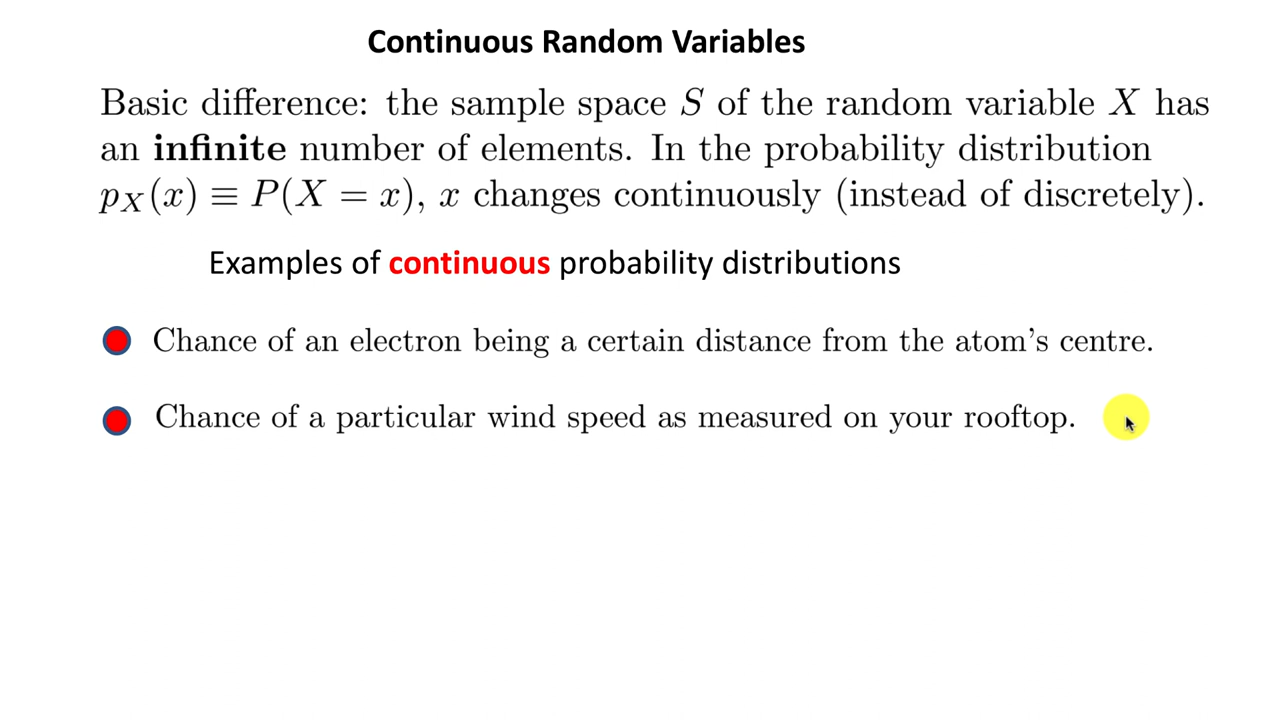 Continuous Random Variables
Basic difference: the sample space S of the random variable X has
an infinite number of elements. In the probability distribution
p_X(x) ≡ P(X = x), x changes continuously (instead of discretely).
Examples of continuous probability distributions
Chance of an electron being a certain distance from the atom's centre.
Chance of a particular wind speed as measured on your rooftop.